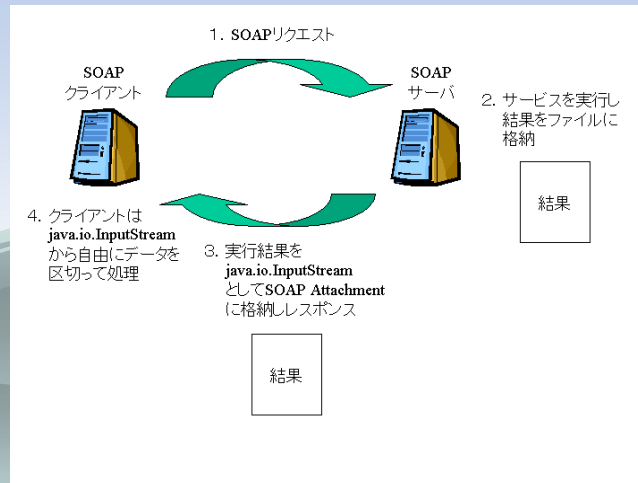 1. SOAPリクエスト
SOAP
クライアント
SOAP
サーバ
2. サービスを実行し
結果をファイルに
格納
結果
3. 実行結果を
java.io.InputStream
としてSOAP Attachment
に格納しレスポンス
結果
4. クライアントは
java.io.InputStream
から自由にデータを
区切って処理